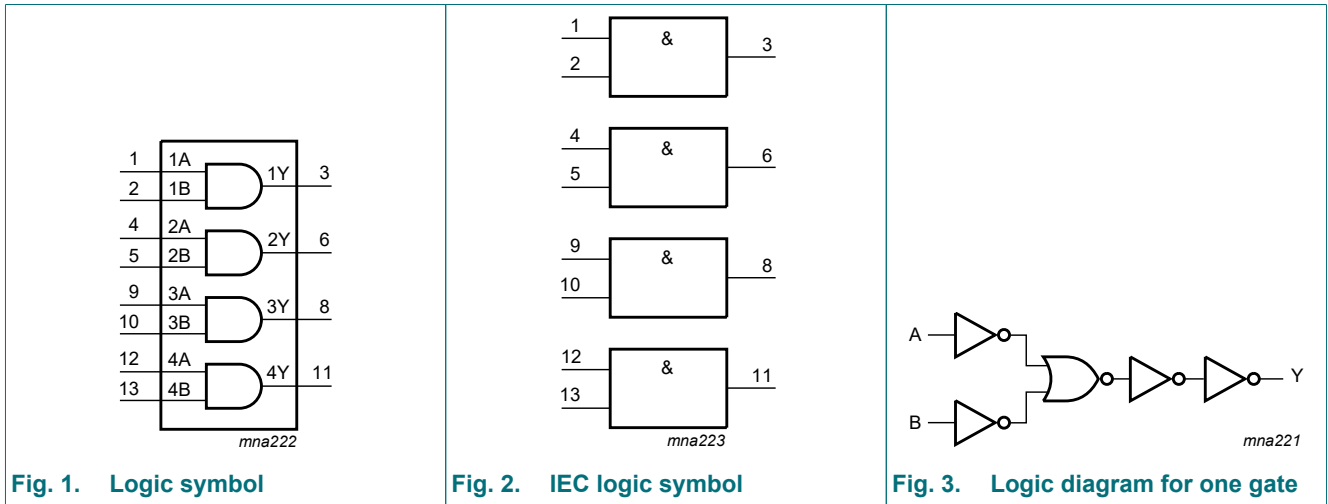 1 1A 1Y 3
2 1B
4 2A 2Y 6
5 2B
9 3A 3Y 8
10 3B
12 4A 4Y 11
13 4B
mna222
Fig. 1. Logic symbol
1 & 3
2
4 & 6
5
9 & 8
10
12 & 11
13
mna223
Fig. 2. IEC logic symbol
A
Y
B
mna221
Fig. 3. Logic diagram for one gate